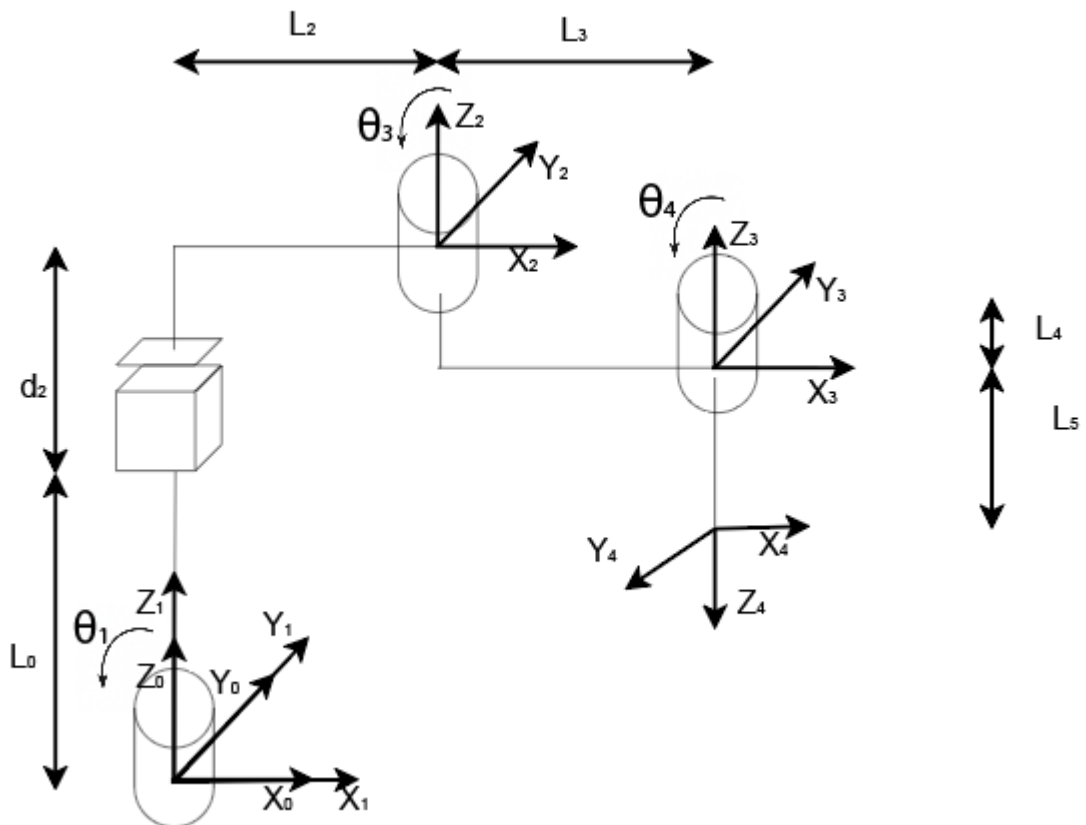 L₂
L₃
θ₃
Z₂
Y₂
X₂
θ₄
Z₃
Y₃
X₃
L₄
L₅
d₂
X₄
Y₄
Z₄
Z₁
Y₁
θ₁
L₀
Z₀
Y₀
X₀
X₁